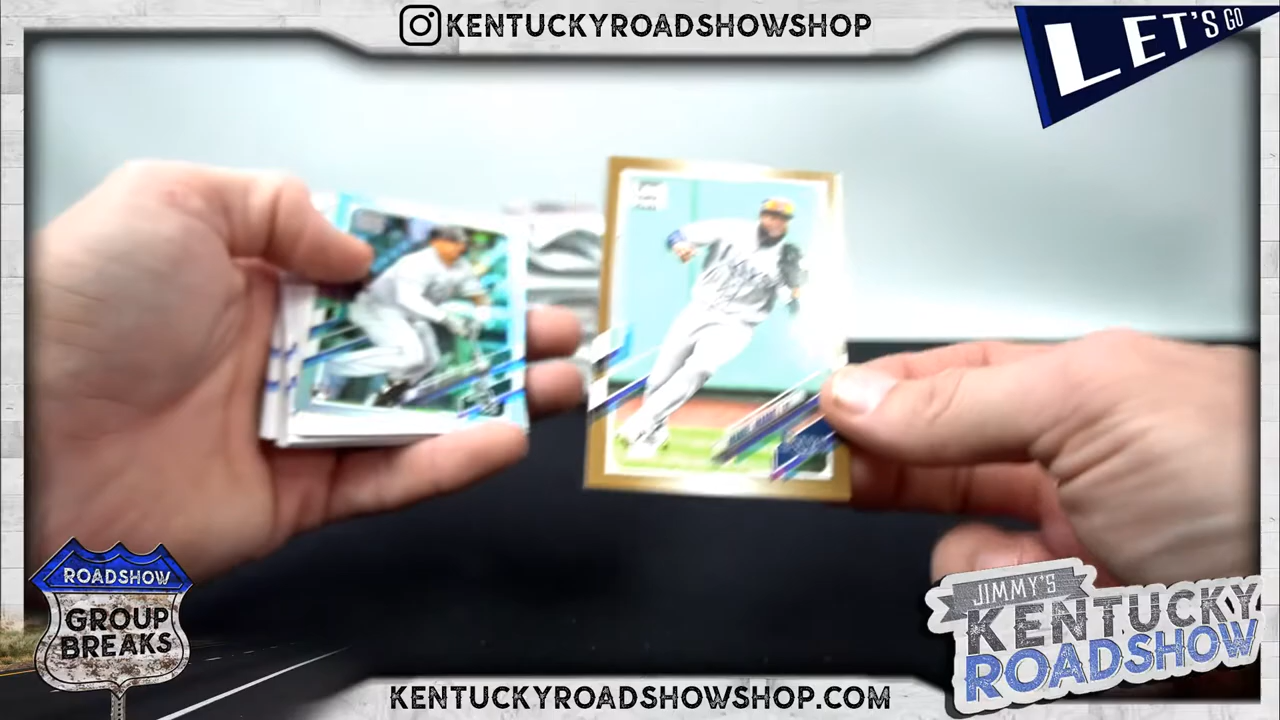 KENTUCKYROADSHOWSHOP
LET'S GO
ROADSHOW
GROUP
BREAKS
JIMMY'S
KENTUCKY
ROADSHOW
KENTUCKYROADSHOWSHOP.COM